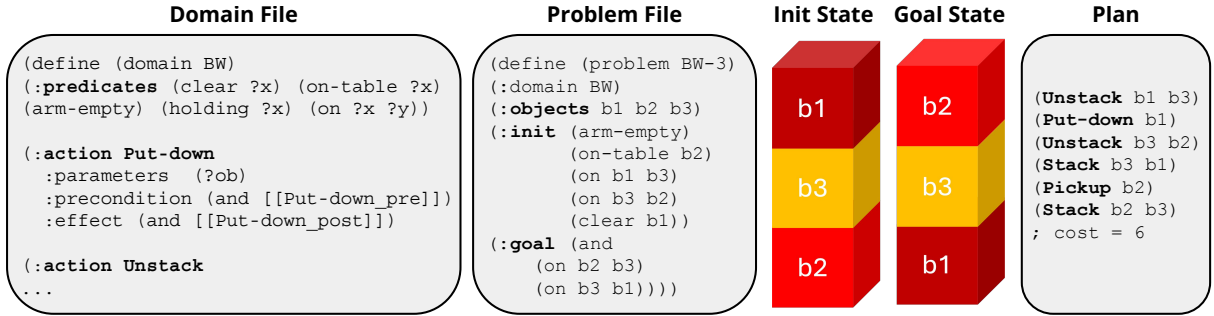 Domain File
(define (domain BW)
(:predicates (clear ?x) (on-table ?x)
(arm-empty) (holding ?x) (on ?x ?y))
(:action Put-down
:parameters (?ob)
:precondition (and [[Put-down_pre]])
:effect (and [[Put-down_post]])
(:action Unstack
...
Problem File
(define (problem BW-3)
(:domain BW)
(:objects b1 b2 b3)
(:init (arm-empty)
(on-table b2)
(on b1 b3)
(on b3 b2)
(clear b1))
(:goal (and
(on b2 b3)
(on b3 b1))))
Init State
b1
b3
b2
Goal State
b2
b3
b1
Plan
(Unstack b1 b3)
(Put-down b1)
(Unstack b3 b2)
(Stack b3 b1)
(Pickup b2)
(Stack b2 b3)
; cost = 6